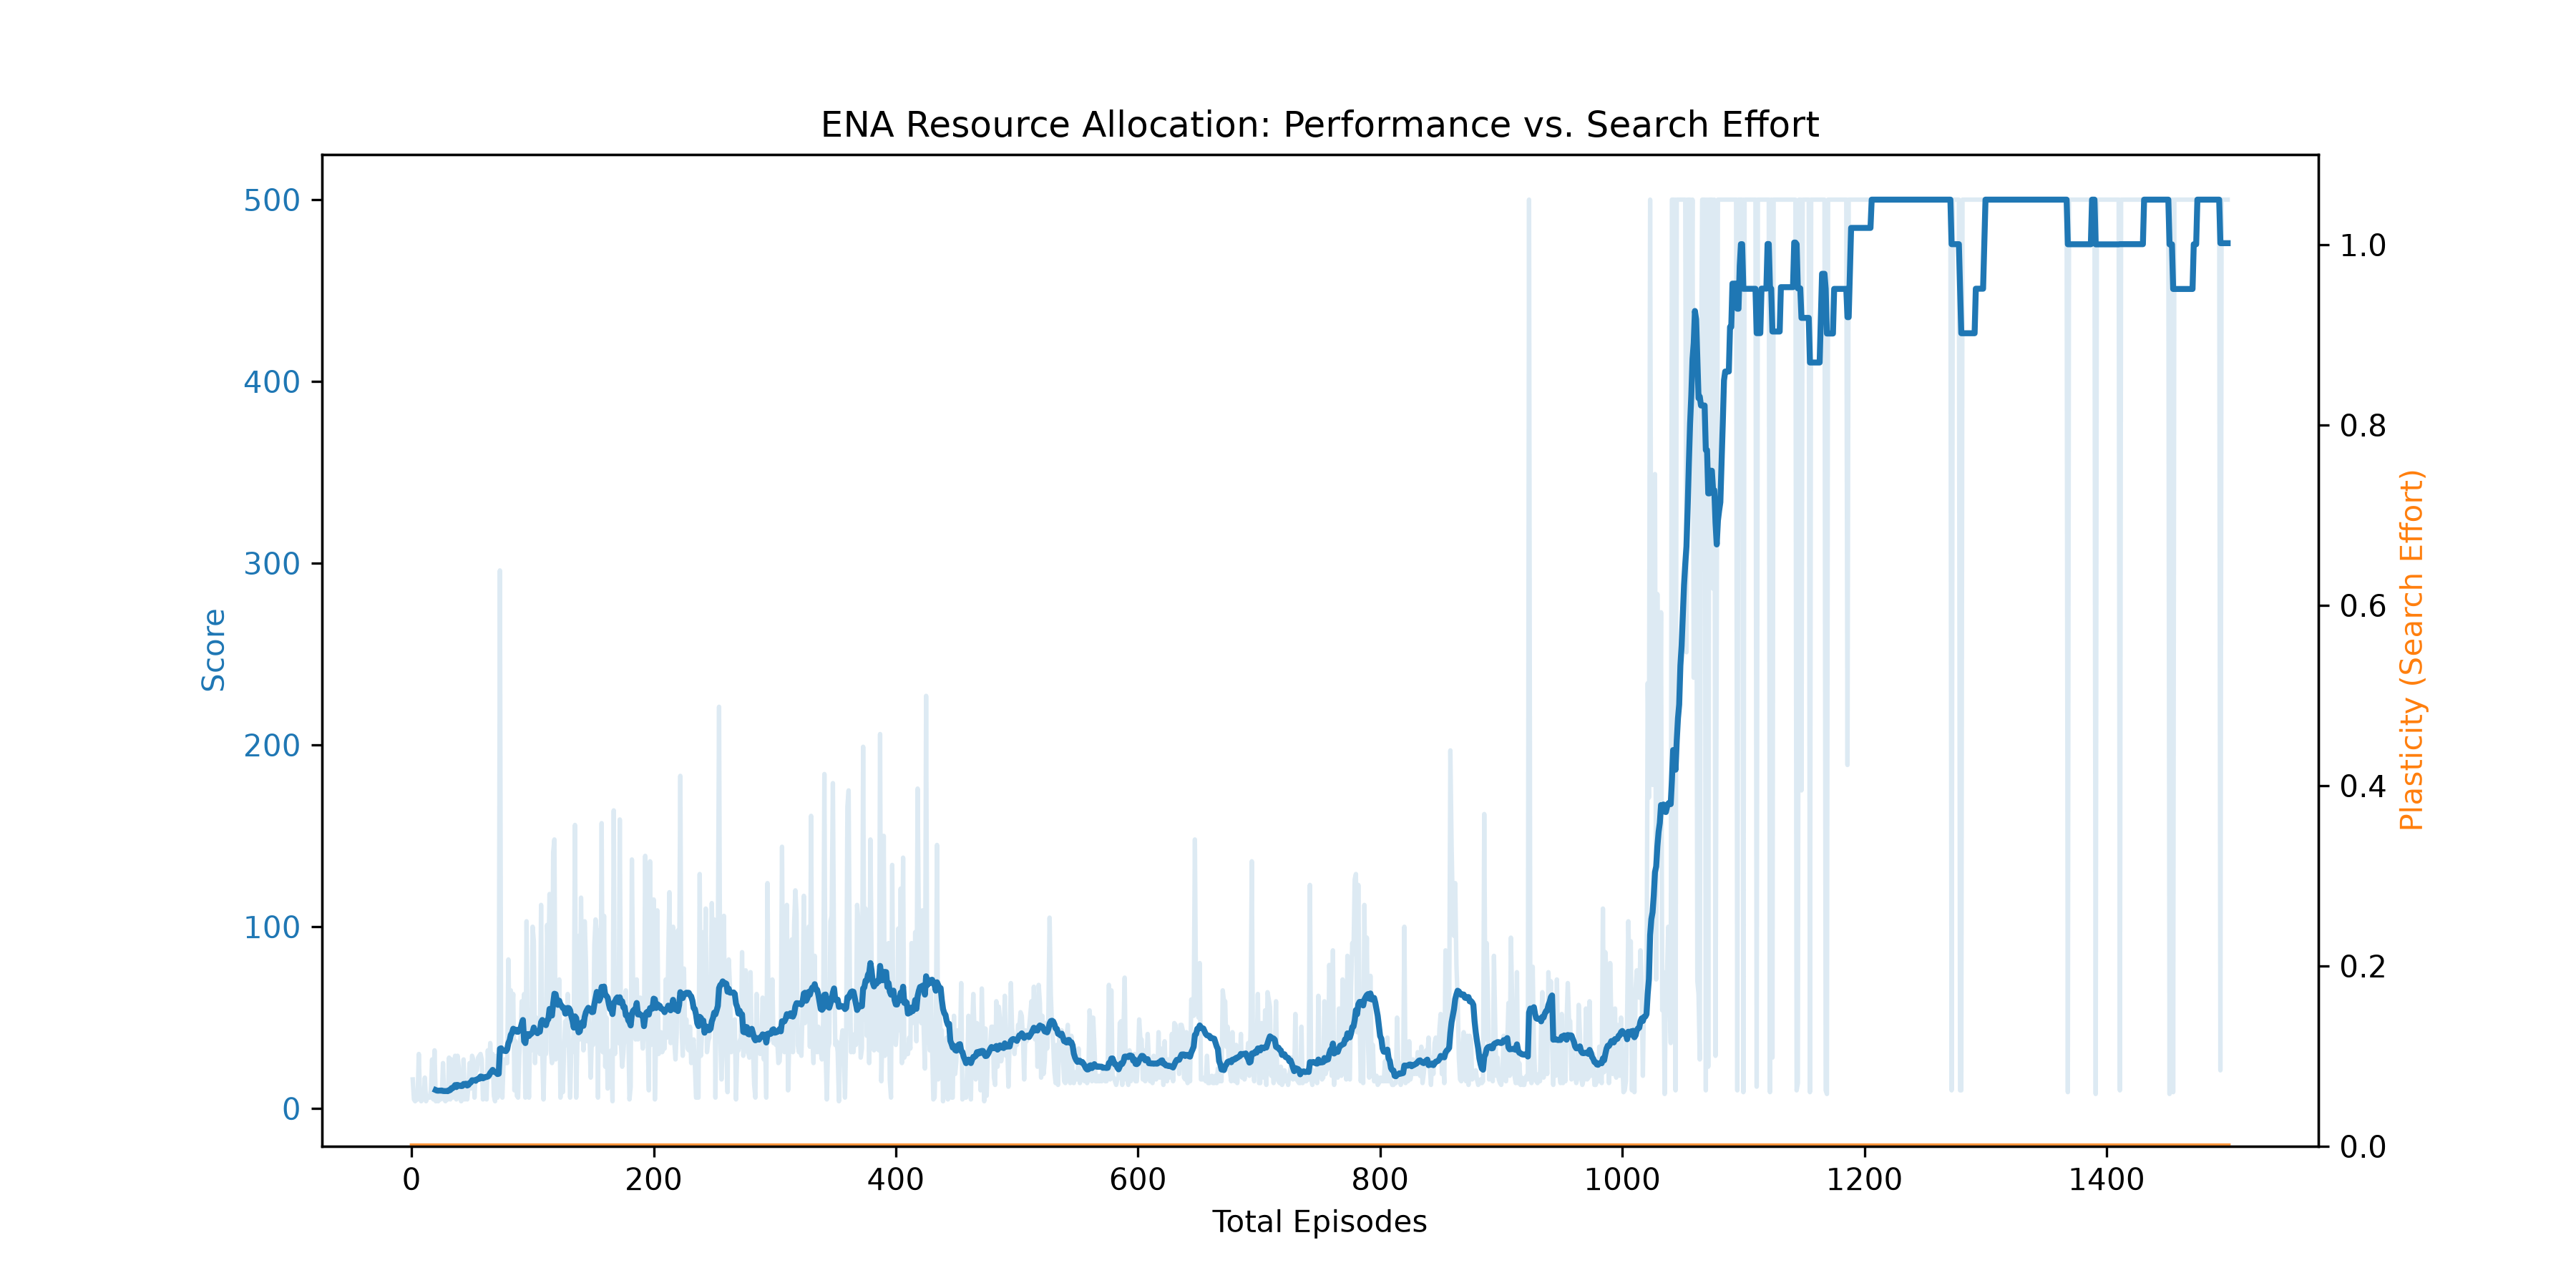 ENA Resource Allocation: Performance vs. Search Effort
500
400
300
200
100
0
Score
1.0
0.8
0.6
0.4
0.2
0.0
Plasticity (Search Effort)
0 200 400 600 800 1000 1200 1400
Total Episodes